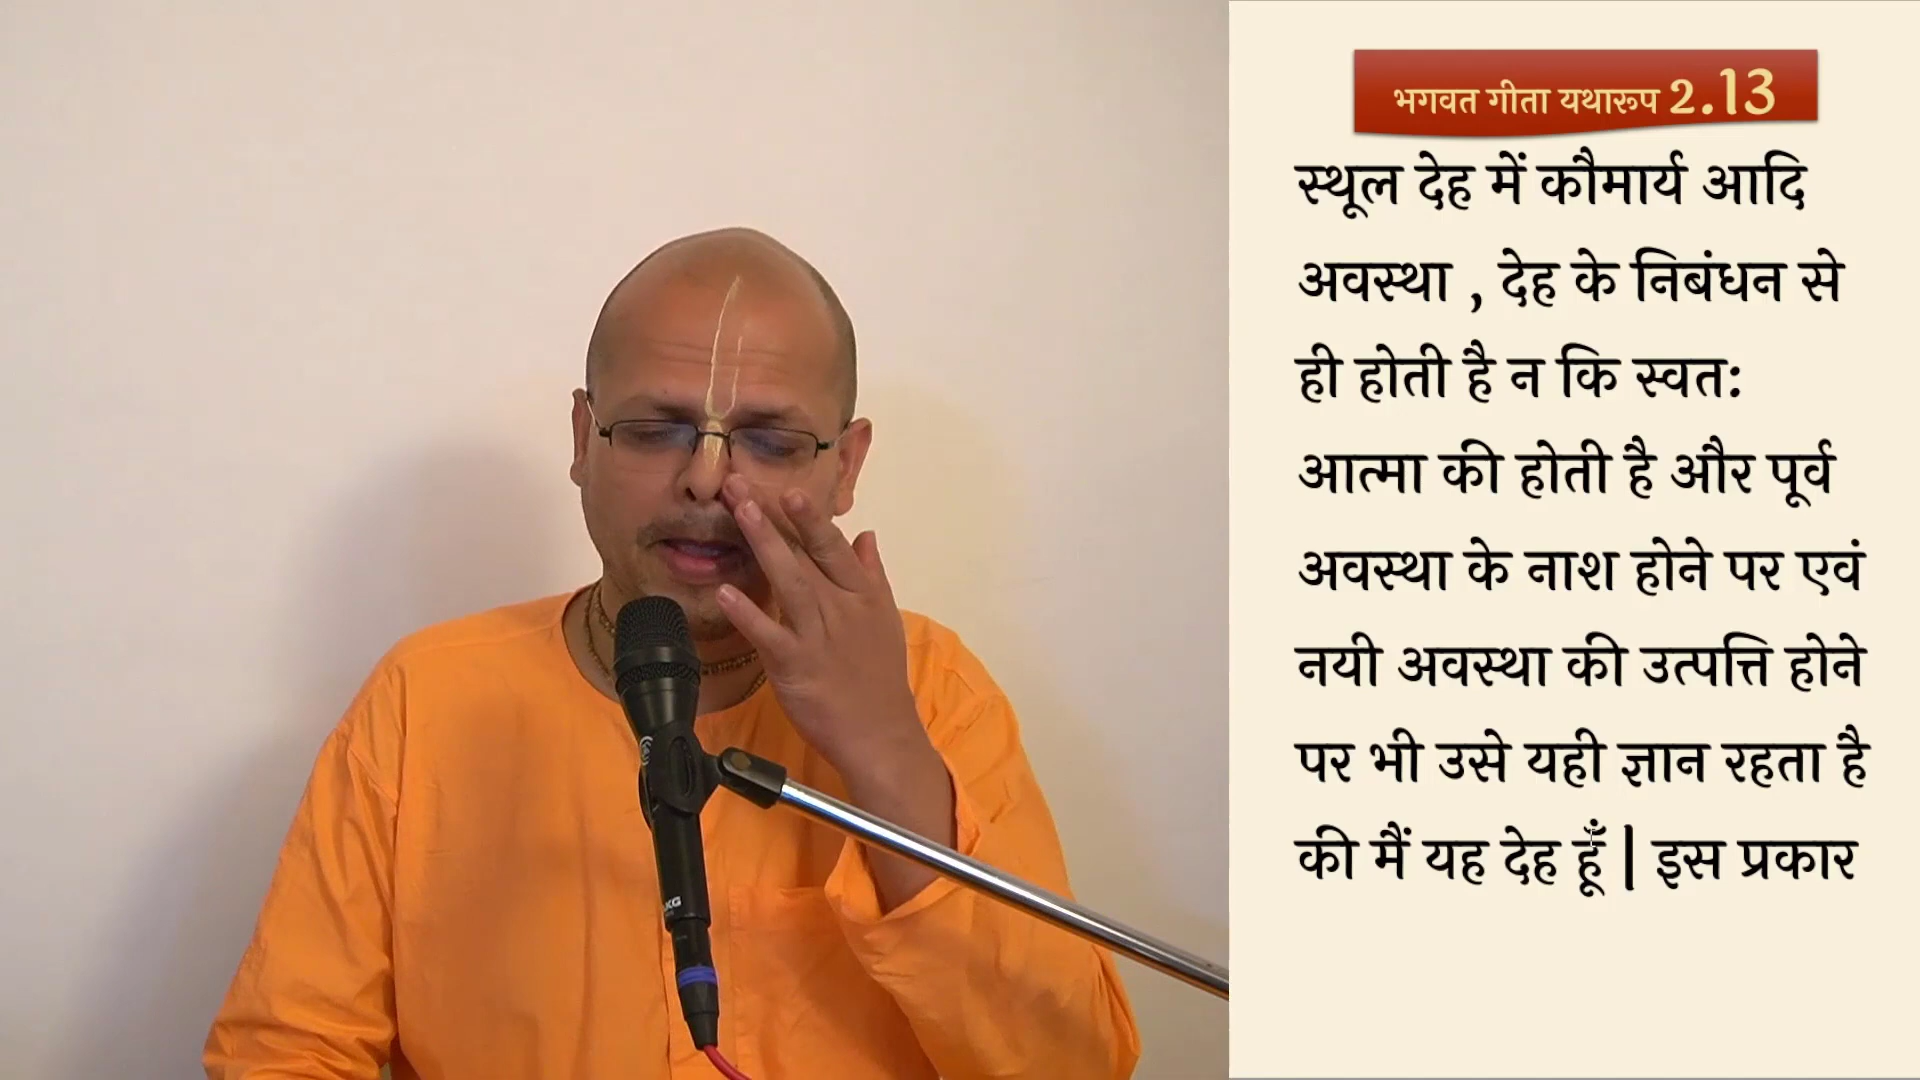 भगवत गीता यथारूप 2.13
स्थूल देह में कौमार्य आदि
अवस्था , देह के निबंधन से
ही होती है न कि स्वत:
आत्मा की होती है और पूर्व
अवस्था के नाश होने पर एवं
नयी अवस्था की उत्पत्ति होने
पर भी उसे यही ज्ञान रहता है
की मैं यह देह हूँ | इस प्रकार